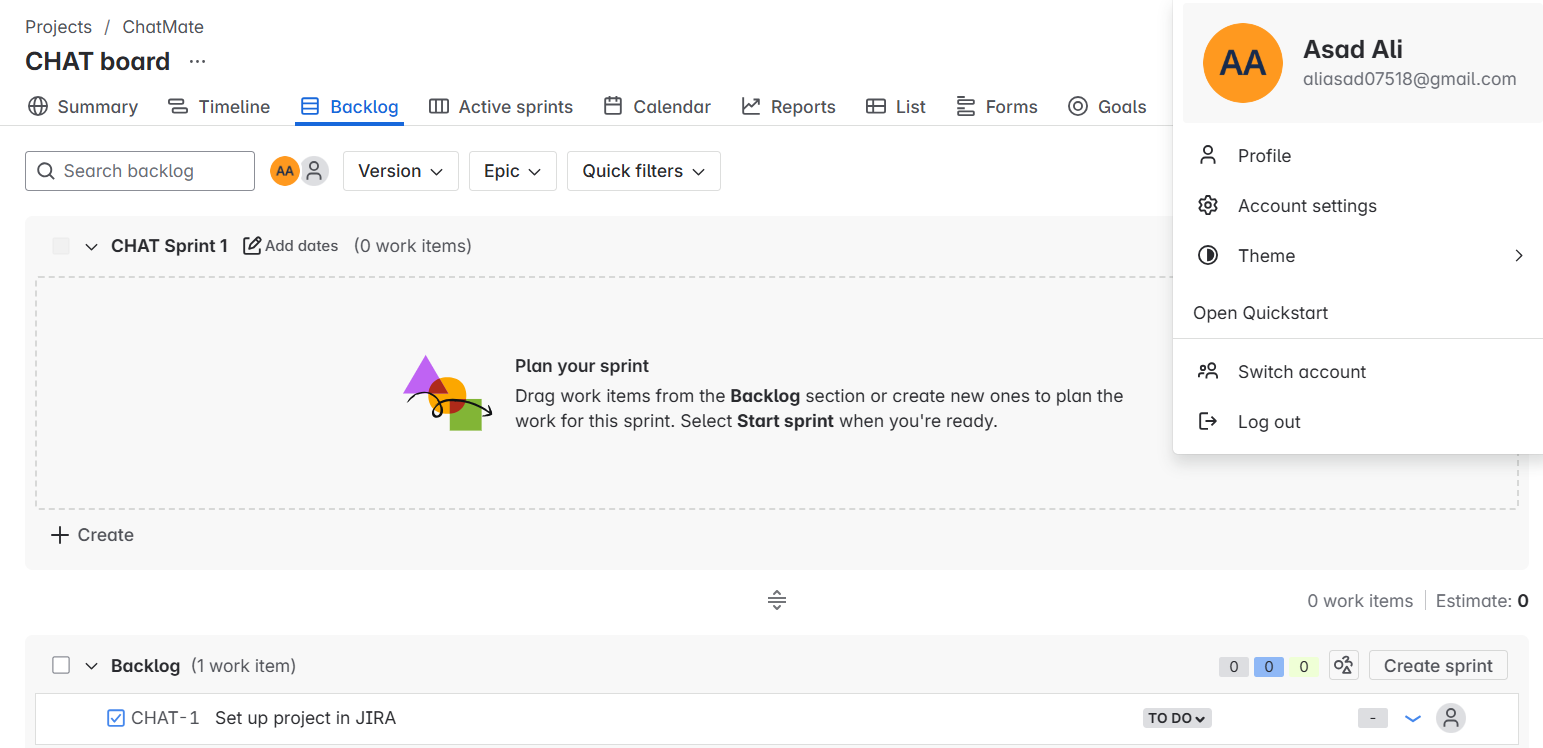 Projects / ChatMate
CHAT board ...
Summary Timeline Backlog Active sprints Calendar Reports List Forms Goals
Search backlog AA Version Epic Quick filters
CHAT Sprint 1 Add dates (0 work items)
Plan your sprint
Drag work items from the Backlog section or create new ones to plan the
work for this sprint. Select Start sprint when you're ready.
+ Create
0 work items Estimate: 0
Backlog (1 work item) 0 0 0 Create sprint
CHAT-1 Set up project in JIRA TO DO -
AA
Asad Ali
aliasad07518@gmail.com
Profile
Account settings
Theme
Open Quickstart
Switch account
Log out